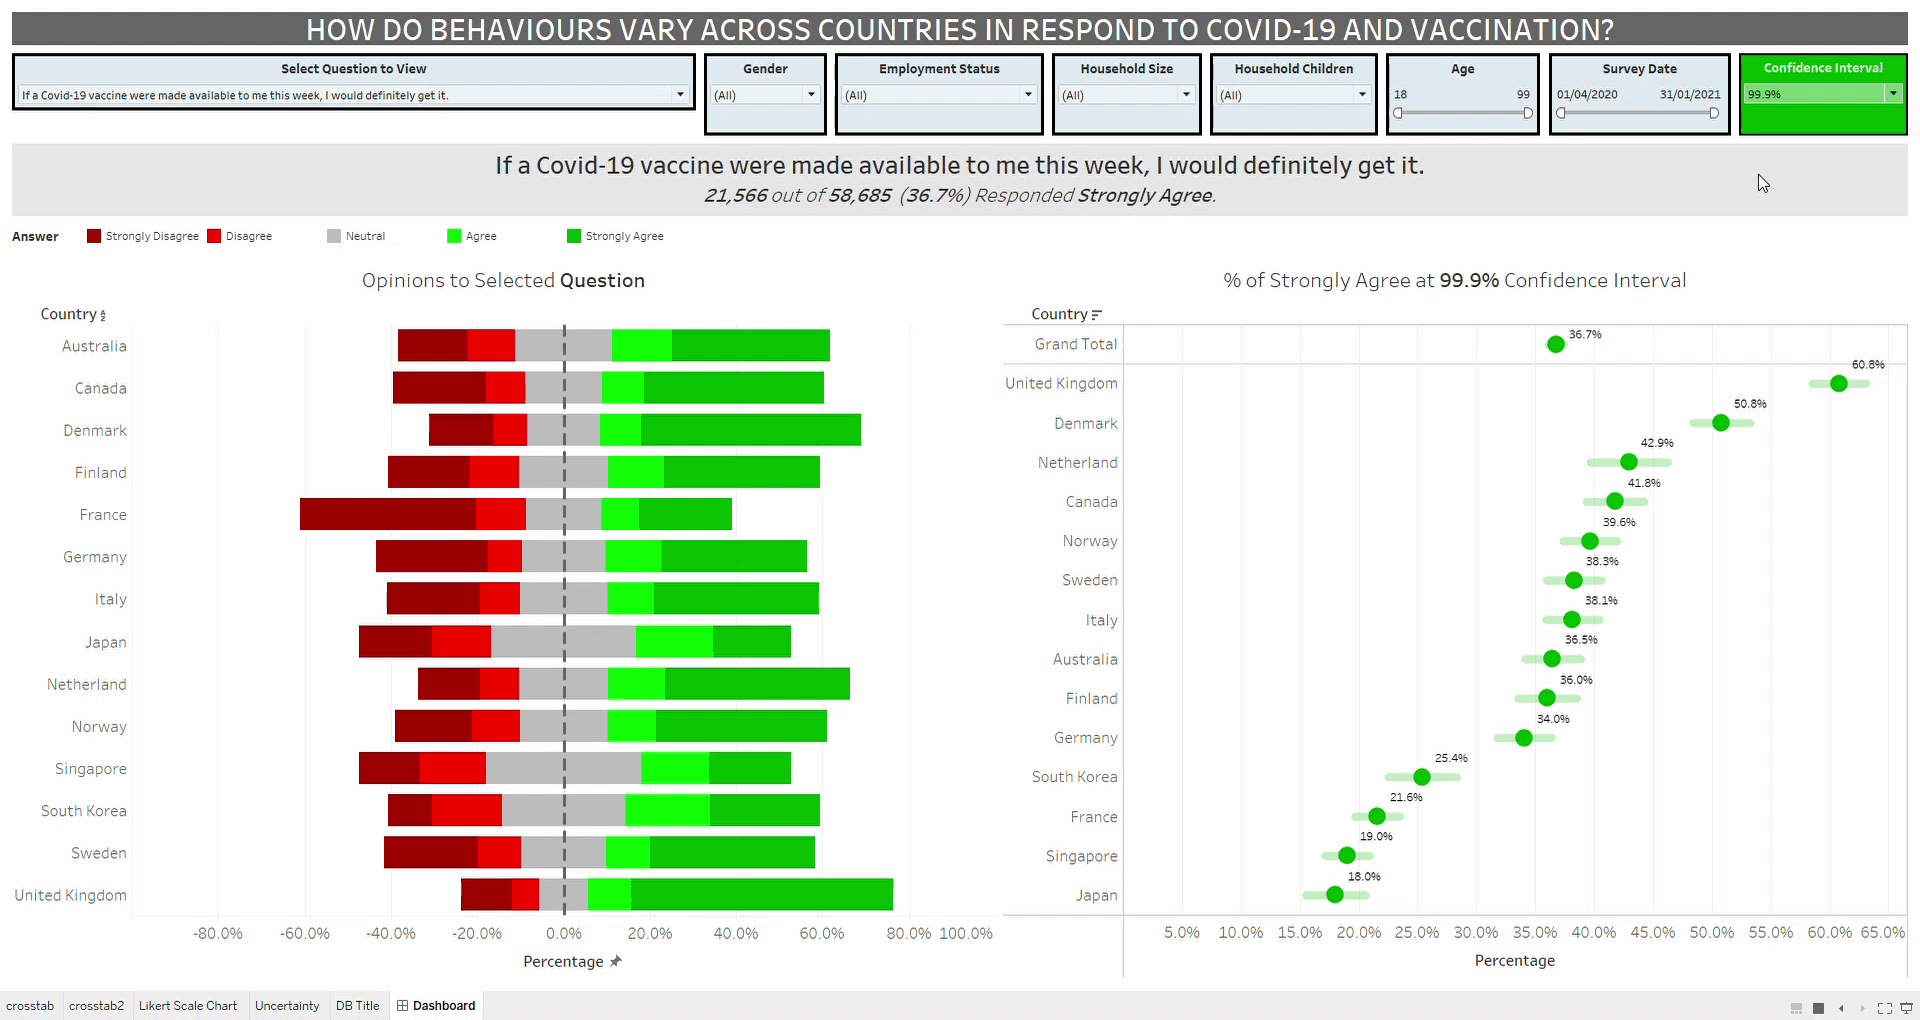 HOW DO BEHAVIOURS VARY ACROSS COUNTRIES IN RESPOND TO COVID-19 AND VACCINATION?
Select Question to View
If a Covid-19 vaccine were made available to me this week, I would definitely get it.
Gender
(All)
Employment Status
(All)
Household Size
(All)
Household Children
(All)
Age
18 99
Survey Date
01/04/2020 31/01/2021
Confidence Interval
99.9%
If a Covid-19 vaccine were made available to me this week, I would definitely get it.
21,566 out of 58,685 (36.7%) Responded Strongly Agree.
Answer Strongly Disagree Disagree Neutral Agree Strongly Agree
Opinions to Selected Question
Country
Australia
Canada
Denmark
Finland
France
Germany
Italy
Japan
Netherland
Norway
Singapore
South Korea
Sweden
United Kingdom
-80.0% -60.0% -40.0% -20.0% 0.0% 20.0% 40.0% 60.0% 80.0% 100.0%
Percentage
% of Strongly Agree at 99.9% Confidence Interval
Country
Grand Total 36.7%
United Kingdom 60.8%
Denmark 50.8%
Netherland 42.9%
Canada 41.8%
Norway 39.6%
Sweden 38.3%
Italy 38.1%
Australia 36.5%
Finland 36.0%
Germany 34.0%
South Korea 25.4%
France 21.6%
Singapore 19.0%
Japan 18.0%
5.0% 10.0% 15.0% 20.0% 25.0% 30.0% 35.0% 40.0% 45.0% 50.0% 55.0% 60.0% 65.0%
Percentage
crosstab crosstab2 Likert Scale Chart Uncertainty DB Title Dashboard